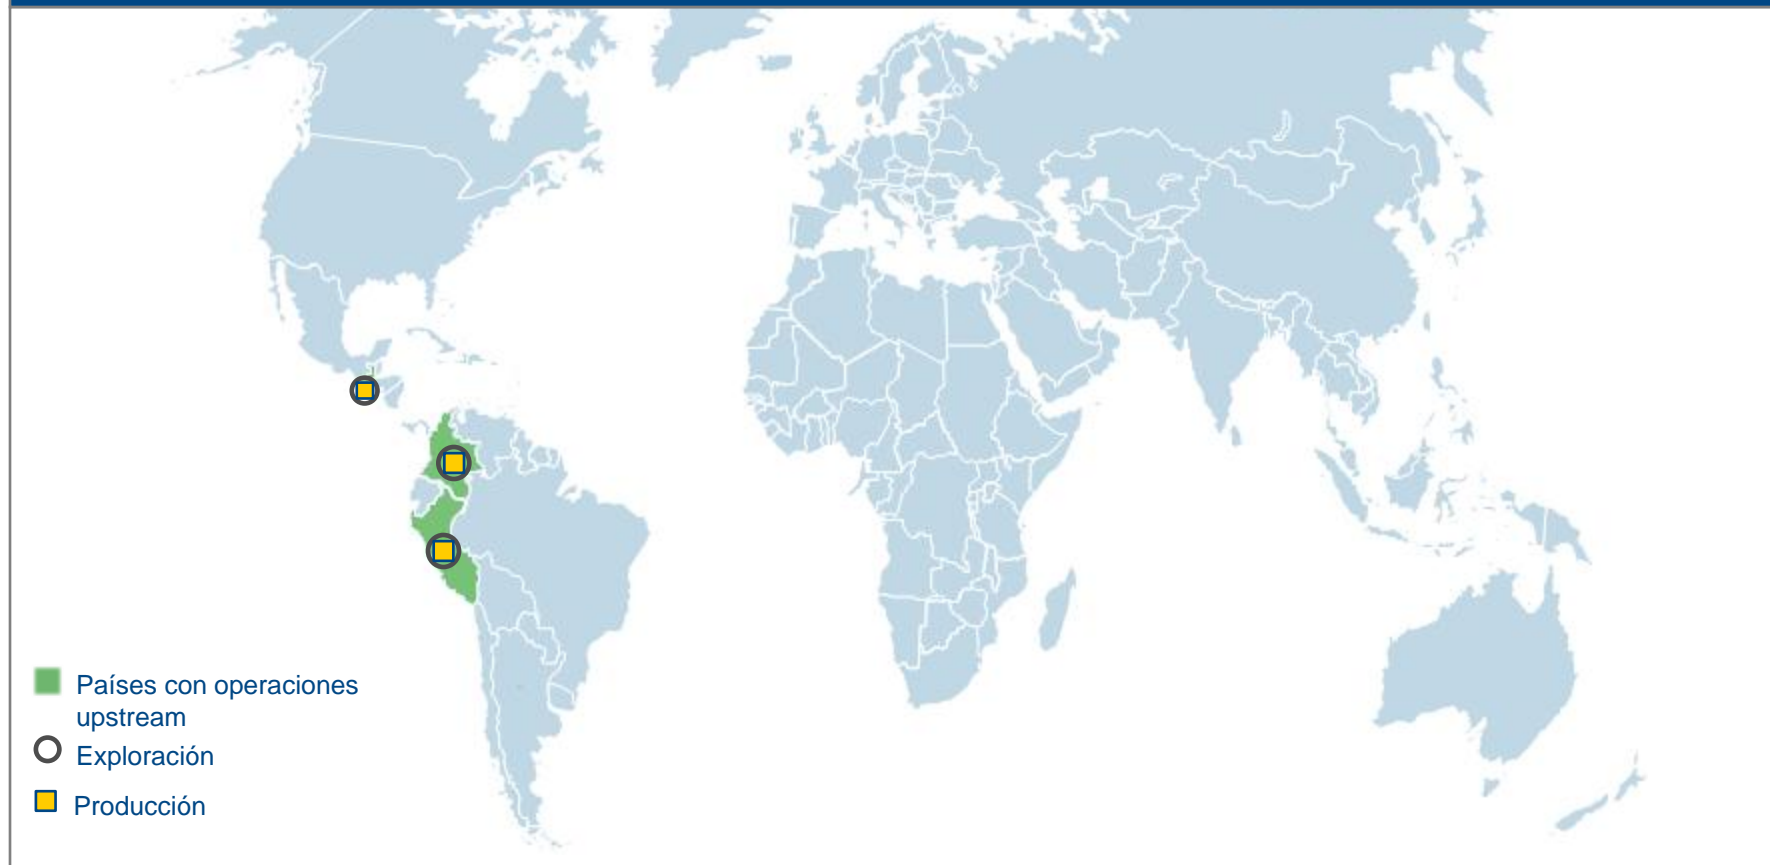 Países con operaciones
upstream
Exploración
Producción